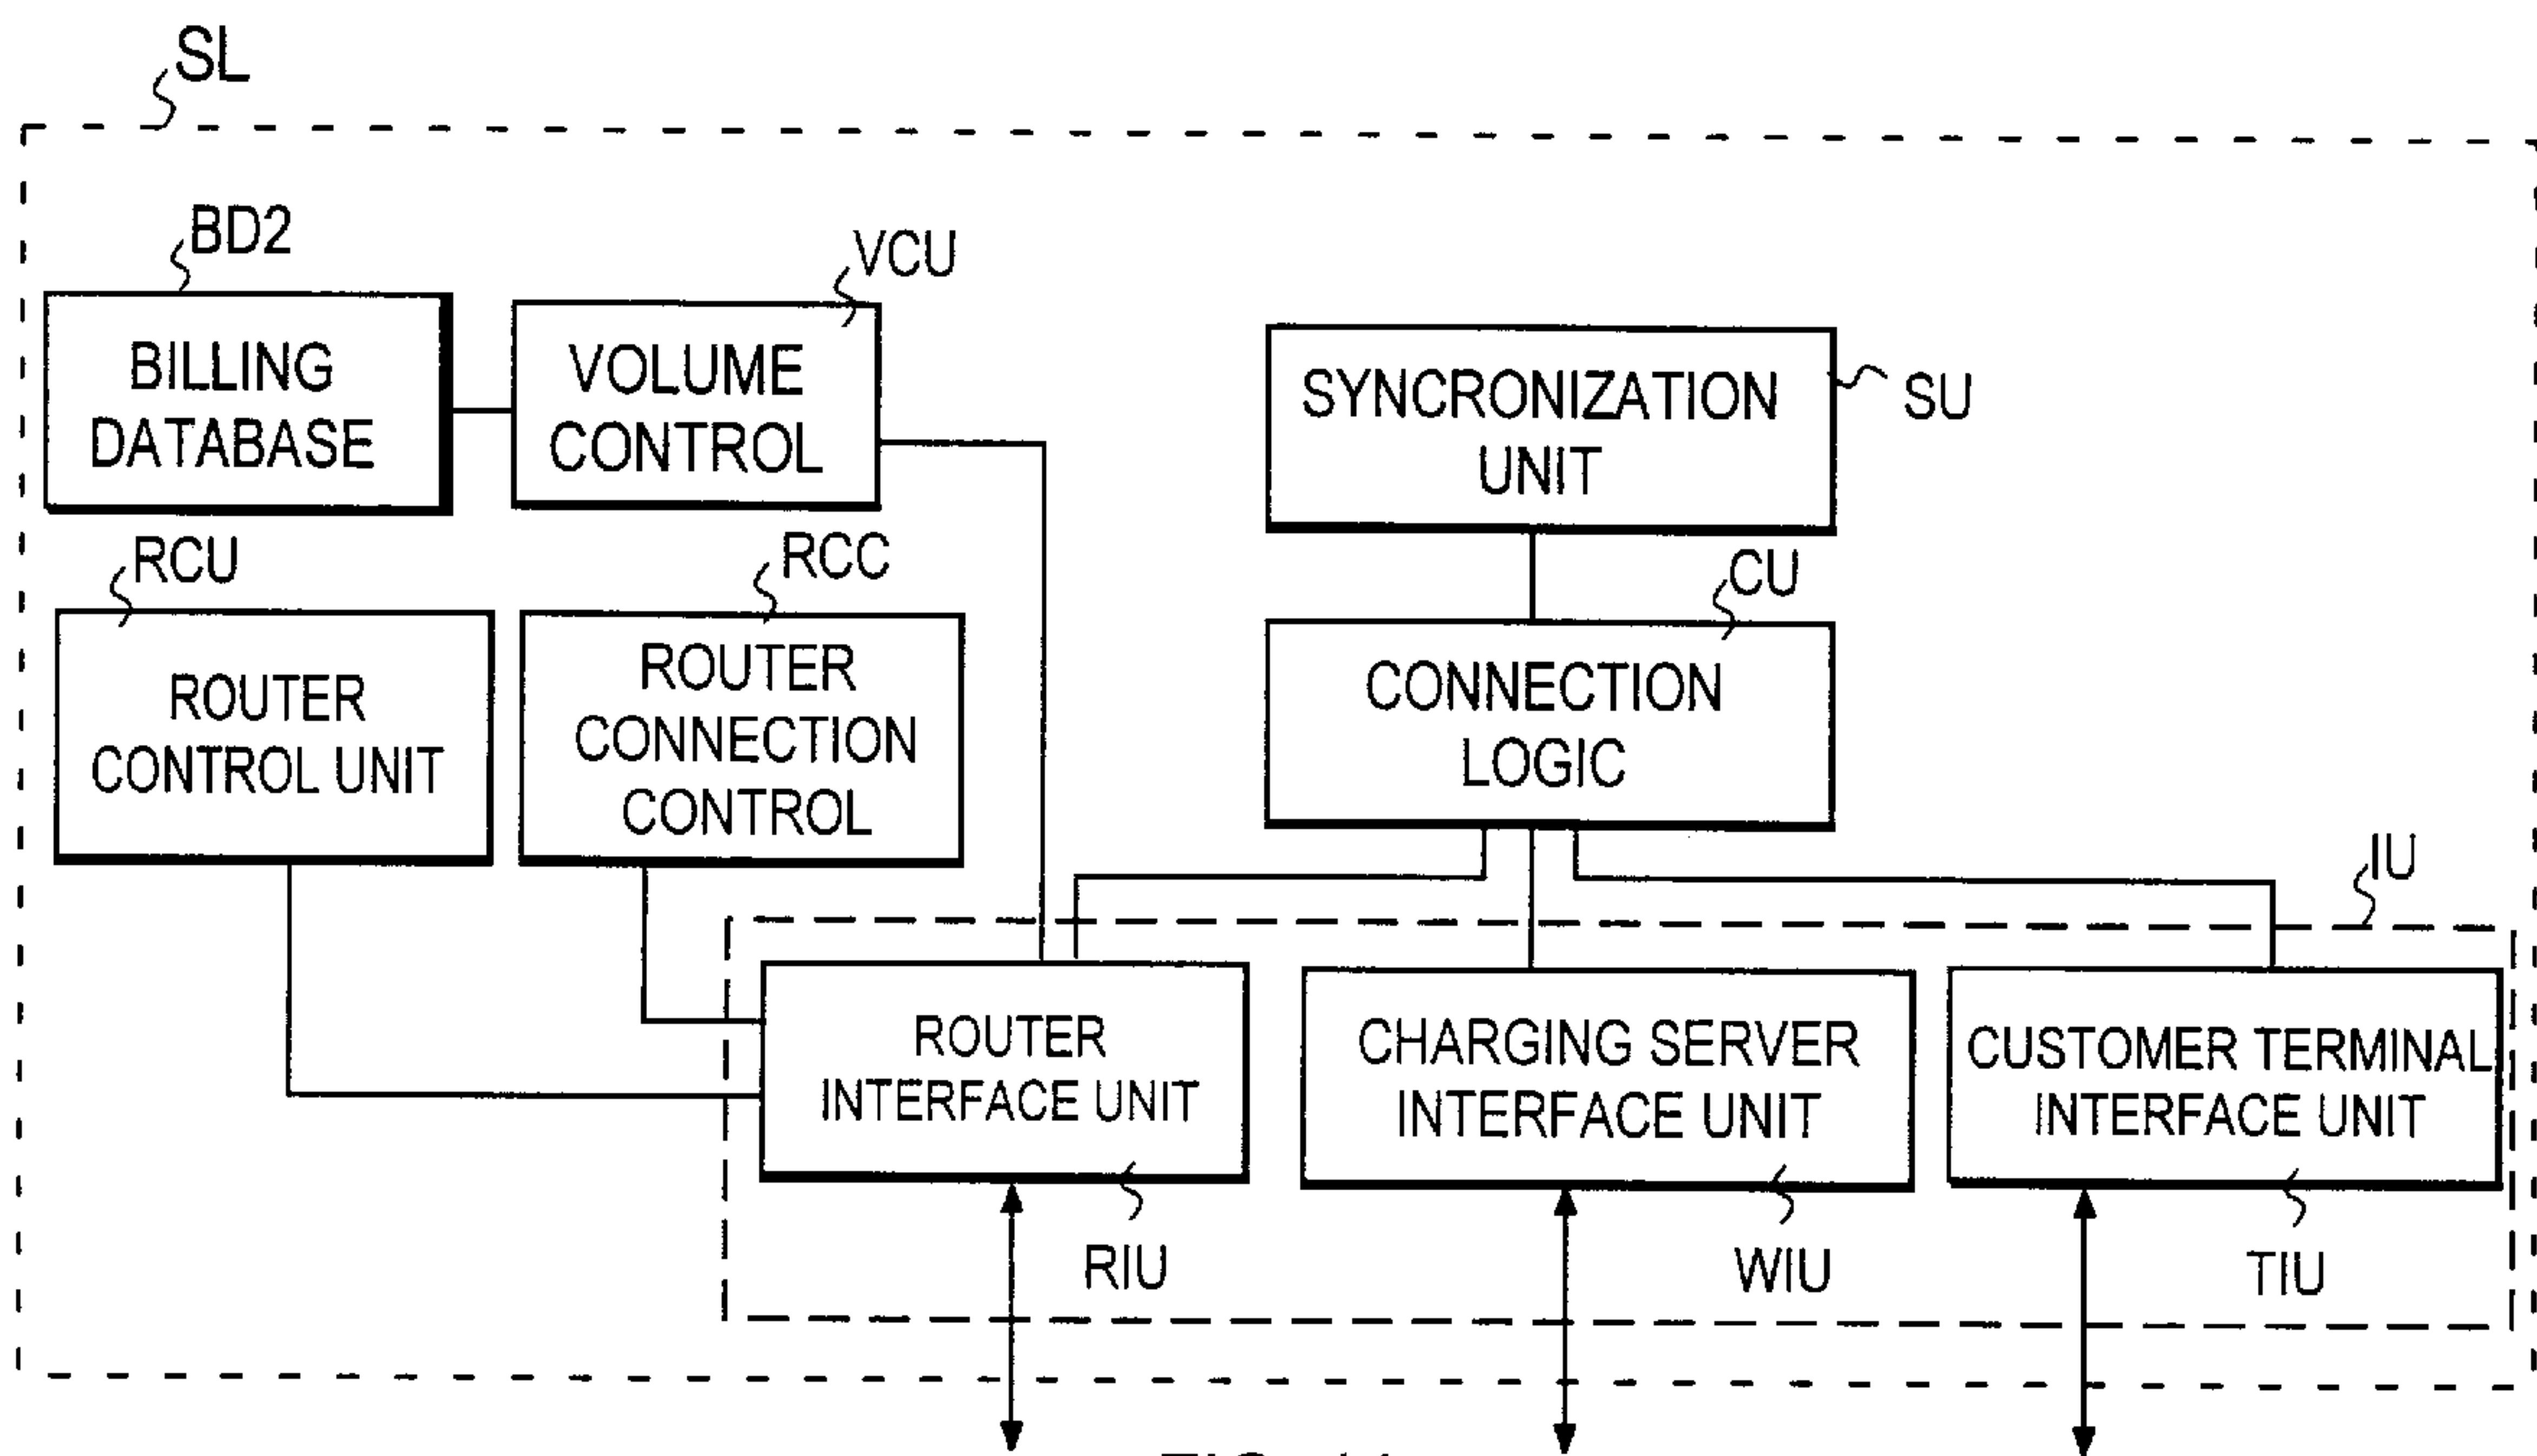 SL
BD2
VCU
BILLING
DATABASE
VOLUME
CONTROL
SYNCRONIZATION
UNIT
SU
RCU
RCC
CU
ROUTER
CONTROL UNIT
ROUTER
CONNECTION
CONTROL
CONNECTION
LOGIC
IU
ROUTER
INTERFACE UNIT
CHARGING SERVER
INTERFACE UNIT
CUSTOMER TERMINAL
INTERFACE UNIT
RIU
WIU
TIU